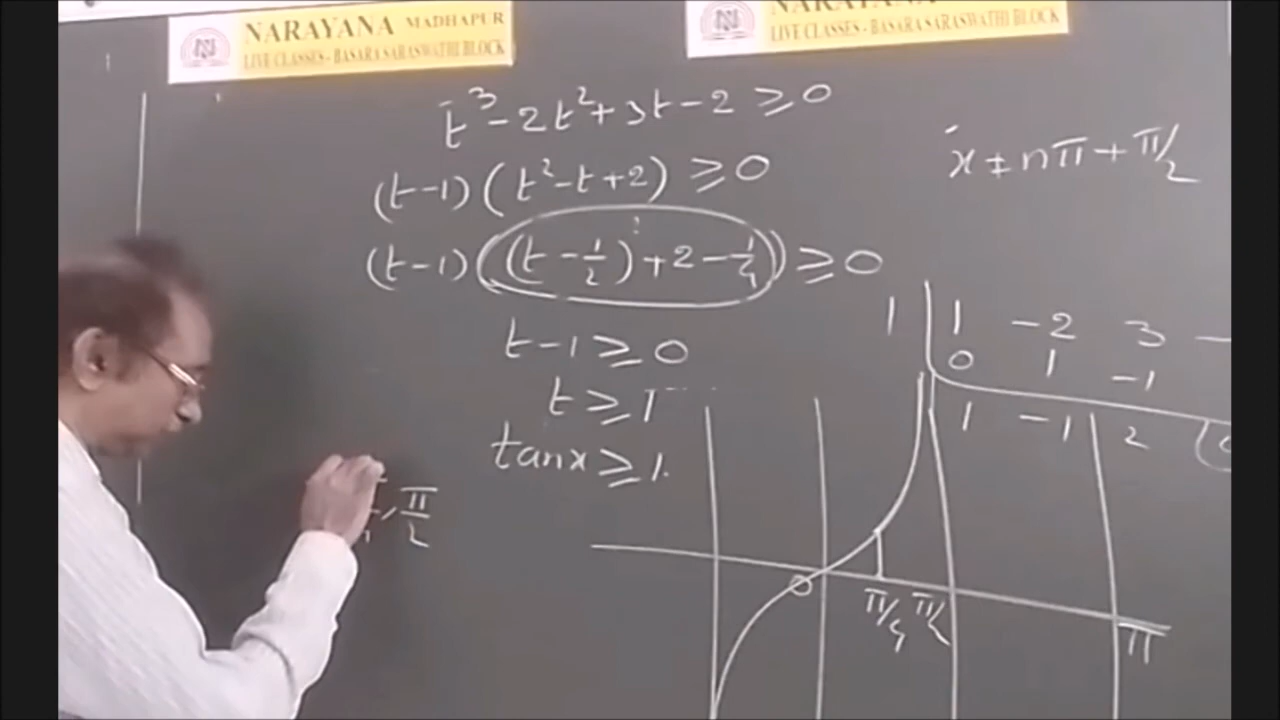 NARAYANA MADHAPUR
LIVE CLASSES - BASARA SARASWATHI BLOCK
LIVE CLASSES - BASARA SARASWATHI BLOCK
t³ - 2t² + 3t - 2 ≥ 0
(t-1)(t² - t + 2) ≥ 0
(t-1)((t - 1/2)² + 2 - 1/4) ≥ 0
t - 1 ≥ 0
t ≥ 1
tan x ≥ 1
, π/2
x ≠ nπ + π/2
1 | 1 -2 3 -
0 1 -1
1 -1 2
0 π/4 π/2 π